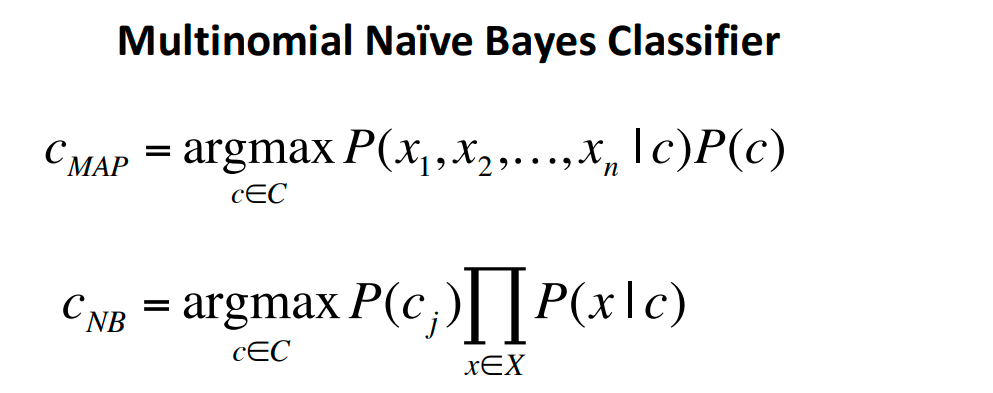 Multinomial Naïve Bayes Classifier
c_MAP = argmax_{c∈C} P(x_1, x_2, …, x_n | c)P(c)
c_NB = argmax_{c∈C} P(c_j) ∏_{x∈X} P(x | c)